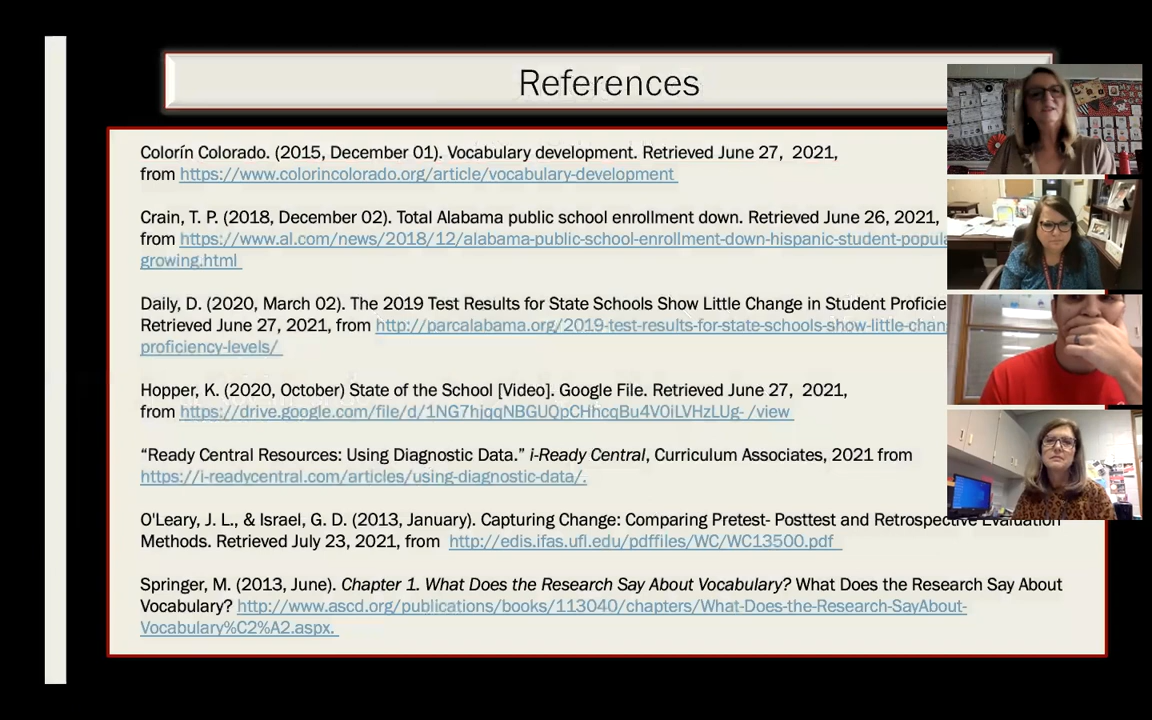 References
Colorín Colorado. (2015, December 01). Vocabulary development. Retrieved June 27, 2021,
from https://www.colorincolorado.org/article/vocabulary-development
Crain, T. P. (2018, December 02). Total Alabama public school enrollment down. Retrieved June 26, 2021,
from https://www.al.com/news/2018/12/alabama-public-school-enrollment-down-hispanic-student-popula
growing.html
Daily, D. (2020, March 02). The 2019 Test Results for State Schools Show Little Change in Student Proficie
Retrieved June 27, 2021, from http://parcalabama.org/2019-test-results-for-state-schools-show-little-chan
proficiency-levels/
Hopper, K. (2020, October) State of the School [Video]. Google File. Retrieved June 27, 2021,
from https://drive.google.com/file/d/1NG7hjqqNBGUQpCHhcqBu4V0iLVHzLUg- /view
“Ready Central Resources: Using Diagnostic Data.” i-Ready Central, Curriculum Associates, 2021 from
https://i-readycentral.com/articles/using-diagnostic-data/.
O'Leary, J. L., & Israel, G. D. (2013, January). Capturing Change: Comparing Pretest- Posttest and Retrospective Evaluation
Methods. Retrieved July 23, 2021, from http://edis.ifas.ufl.edu/pdffiles/WC/WC13500.pdf
Springer, M. (2013, June). Chapter 1. What Does the Research Say About Vocabulary? What Does the Research Say About
Vocabulary? http://www.ascd.org/publications/books/113040/chapters/What-Does-the-Research-SayAbout-
Vocabulary%C2%A2.aspx.